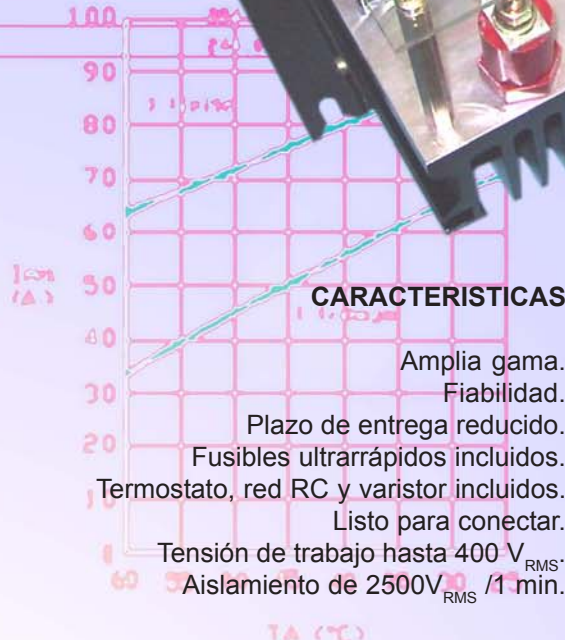 100
90
80
70
60
50
(A)
40
30
20
CARACTERISTICAS
Amplia gama.
Fiabilidad.
Plazo de entrega reducido.
Fusibles ultrarrápidos incluidos.
Termostato, red RC y varistor incluidos.
Listo para conectar.
Tensión de trabajo hasta 400 VRMS.
Aislamiento de 2500VRMS /1 min.
60
TA (°C)